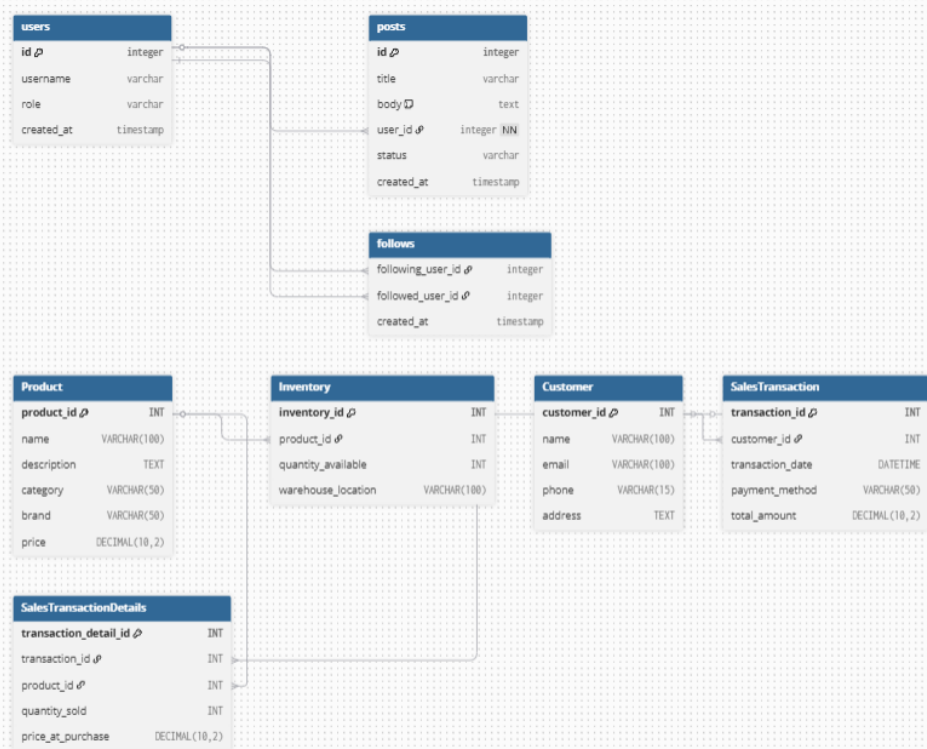 users
id integer
username varchar
role varchar
created_at timestamp
posts
id integer
title varchar
body text
user_id integer NN
status varchar
created_at timestamp
follows
following_user_id integer
followed_user_id integer
created_at timestamp
Product
product_id INT
name VARCHAR(100)
description TEXT
category VARCHAR(50)
brand VARCHAR(50)
price DECIMAL(10,2)
Inventory
inventory_id INT
product_id INT
quantity_available INT
warehouse_location VARCHAR(100)
Customer
customer_id INT
name VARCHAR(100)
email VARCHAR(100)
phone VARCHAR(15)
address TEXT
SalesTransaction
transaction_id INT
customer_id INT
transaction_date DATETIME
payment_method VARCHAR(50)
total_amount DECIMAL(10,2)
SalesTransactionDetails
transaction_detail_id INT
transaction_id INT
product_id INT
quantity_sold INT
price_at_purchase DECIMAL(10,2)